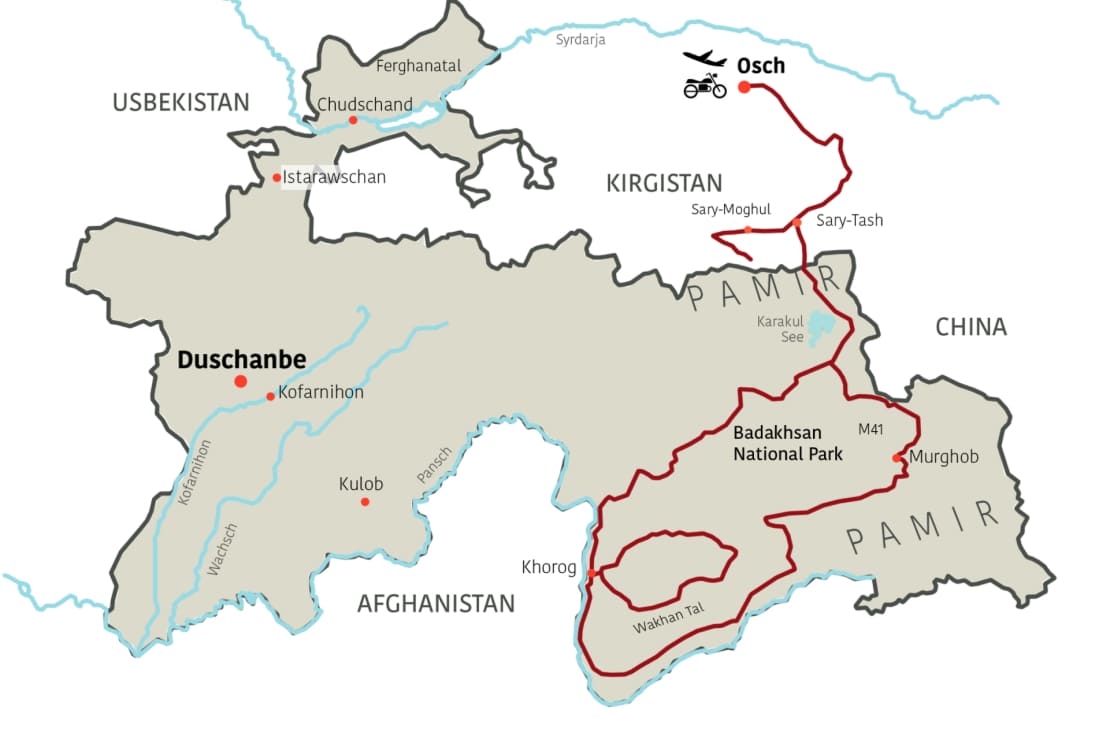 Syrdarja
Ferghanatal
Osch
USBEKISTAN
Chudschand
Istarawschan
KIRGISTAN
Sary-Moghul
Sary-Tash
PAMIR
Karakul
See
CHINA
Duschanbe
Kofarnihon
Badakhsan
National Park
M41
Murghob
Kofarnihon
Pansch
Kulob
PAMIR
Wachsch
Khorog
AFGHANISTAN
Wakhan Tal